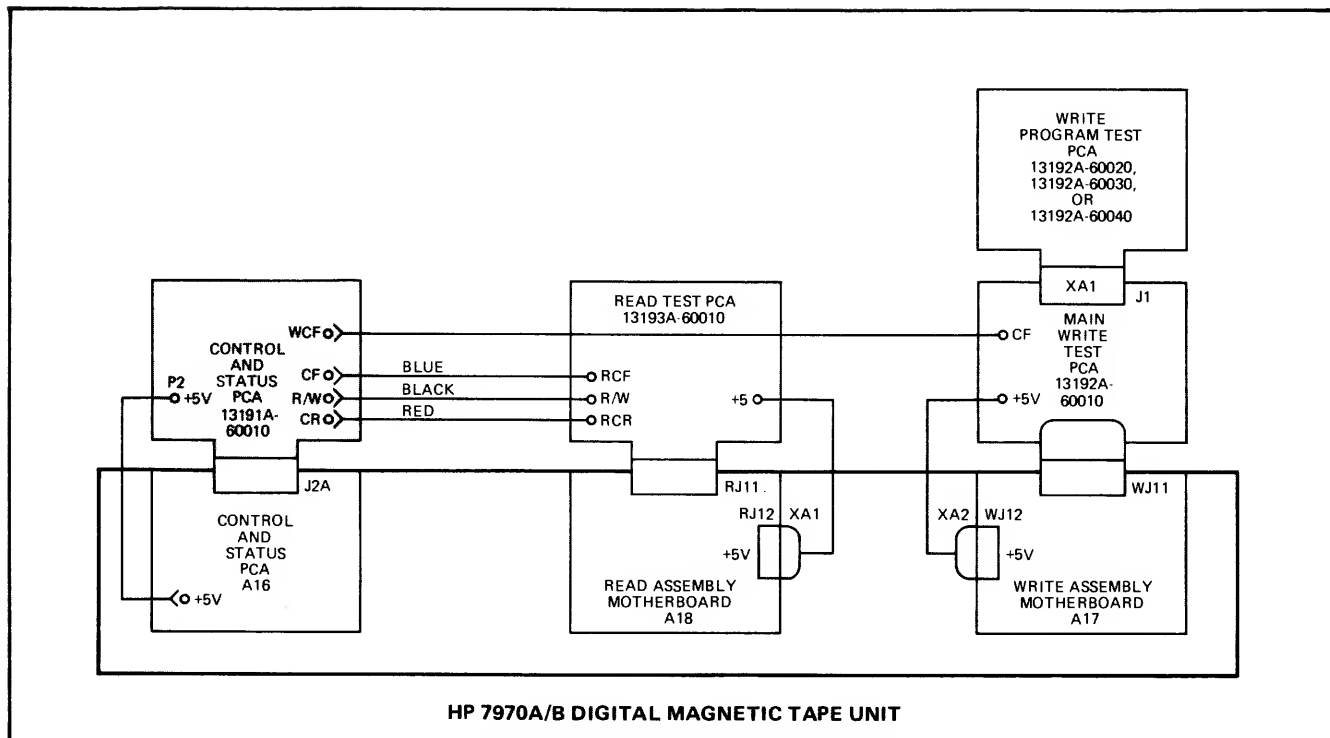 WRITE
PROGRAM TEST
PCA
13192A-60020,
13192A-60030,
OR
13192A-60040
XA1
J1
MAIN
WRITE
TEST
PCA
13192A-
60010
CF
+5V
READ TEST PCA
13193A-60010
RCF
R/W
RCR
+5
WCF
CONTROL
AND
STATUS
PCA
13191A-
60010
CF
R/W
CR
P2
+5V
BLUE
BLACK
RED
J2A
CONTROL
AND
STATUS
PCA
A16
+5V
RJ11.
RJ12 XA1
+5V
READ ASSEMBLY
MOTHERBOARD
A18
WJ11
XA2 WJ12
+5V
WRITE ASSEMBLY
MOTHERBOARD
A17
HP 7970A/B DIGITAL MAGNETIC TAPE UNIT